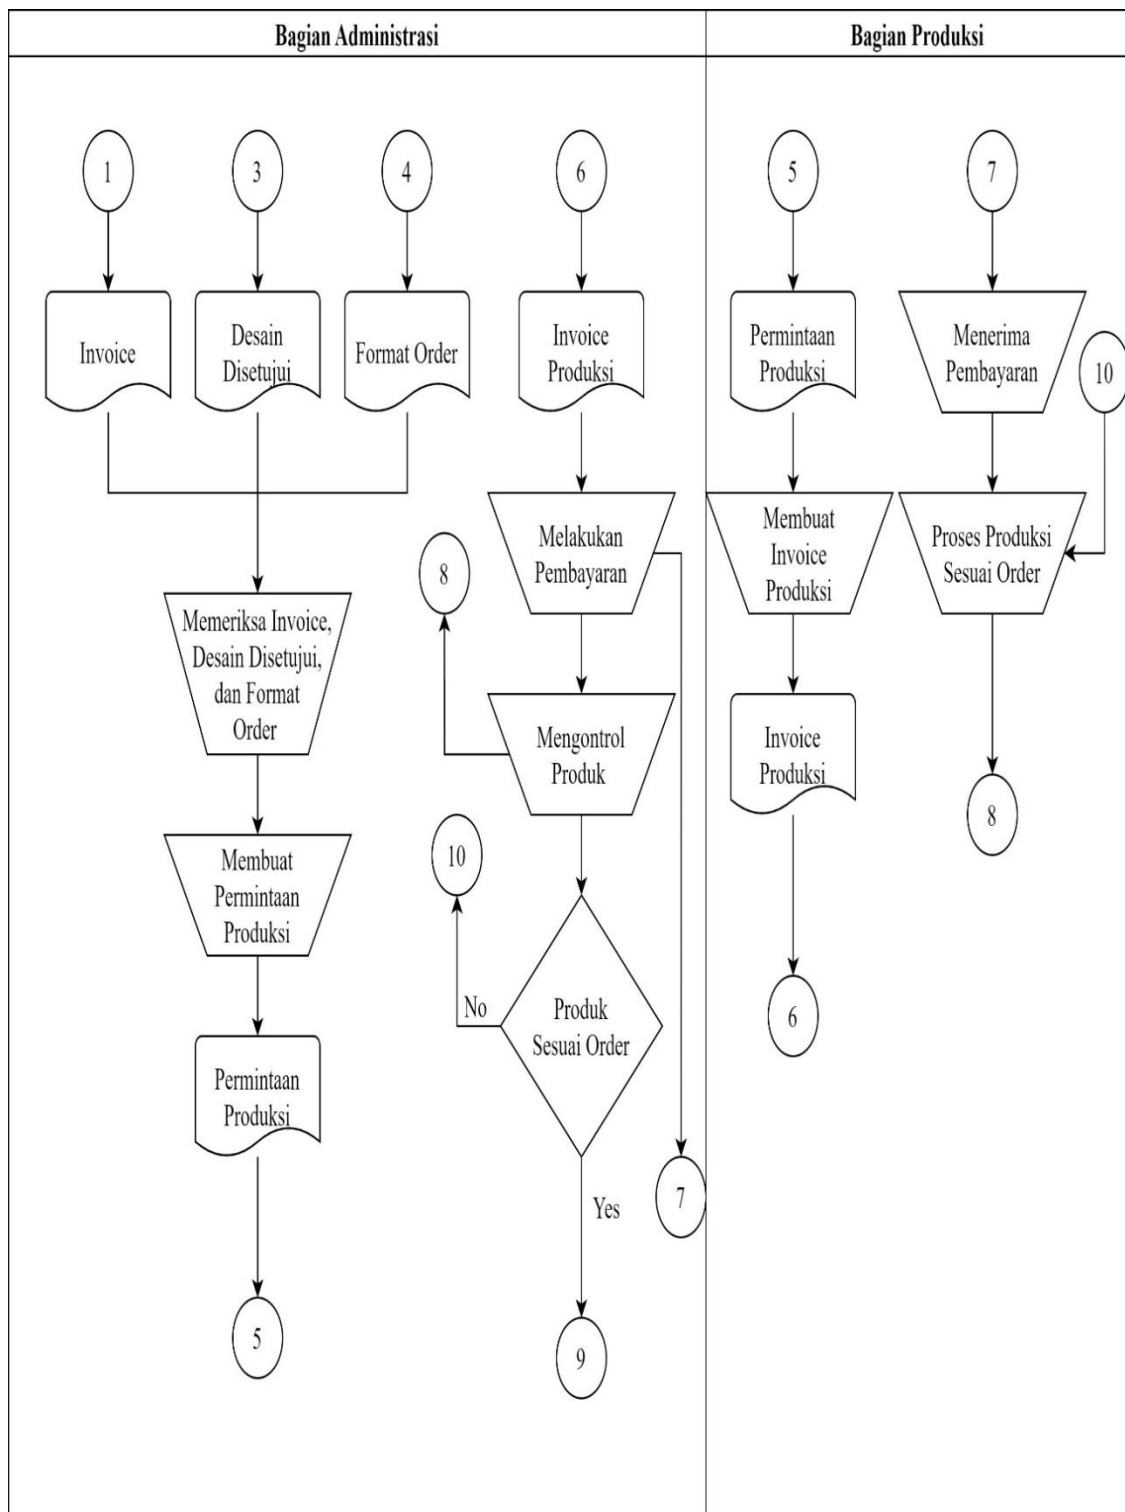 Bagian Administrasi
Bagian Produksi
1
3
4
6
5
7
Invoice
Desain
Disetujui
Format Order
Invoice
Produksi
Permintaan
Produksi
Menerima
Pembayaran
10
Melakukan
Pembayaran
Membuat
Invoice
Produksi
Proses Produksi
Sesuai Order
8
Memeriksa Invoice,
Desain Disetujui,
dan Format
Order
Mengontrol
Produk
Invoice
Produksi
8
Membuat
Permintaan
Produksi
10
No
Produk
Sesuai Order
6
Permintaan
Produksi
Yes
7
5
9